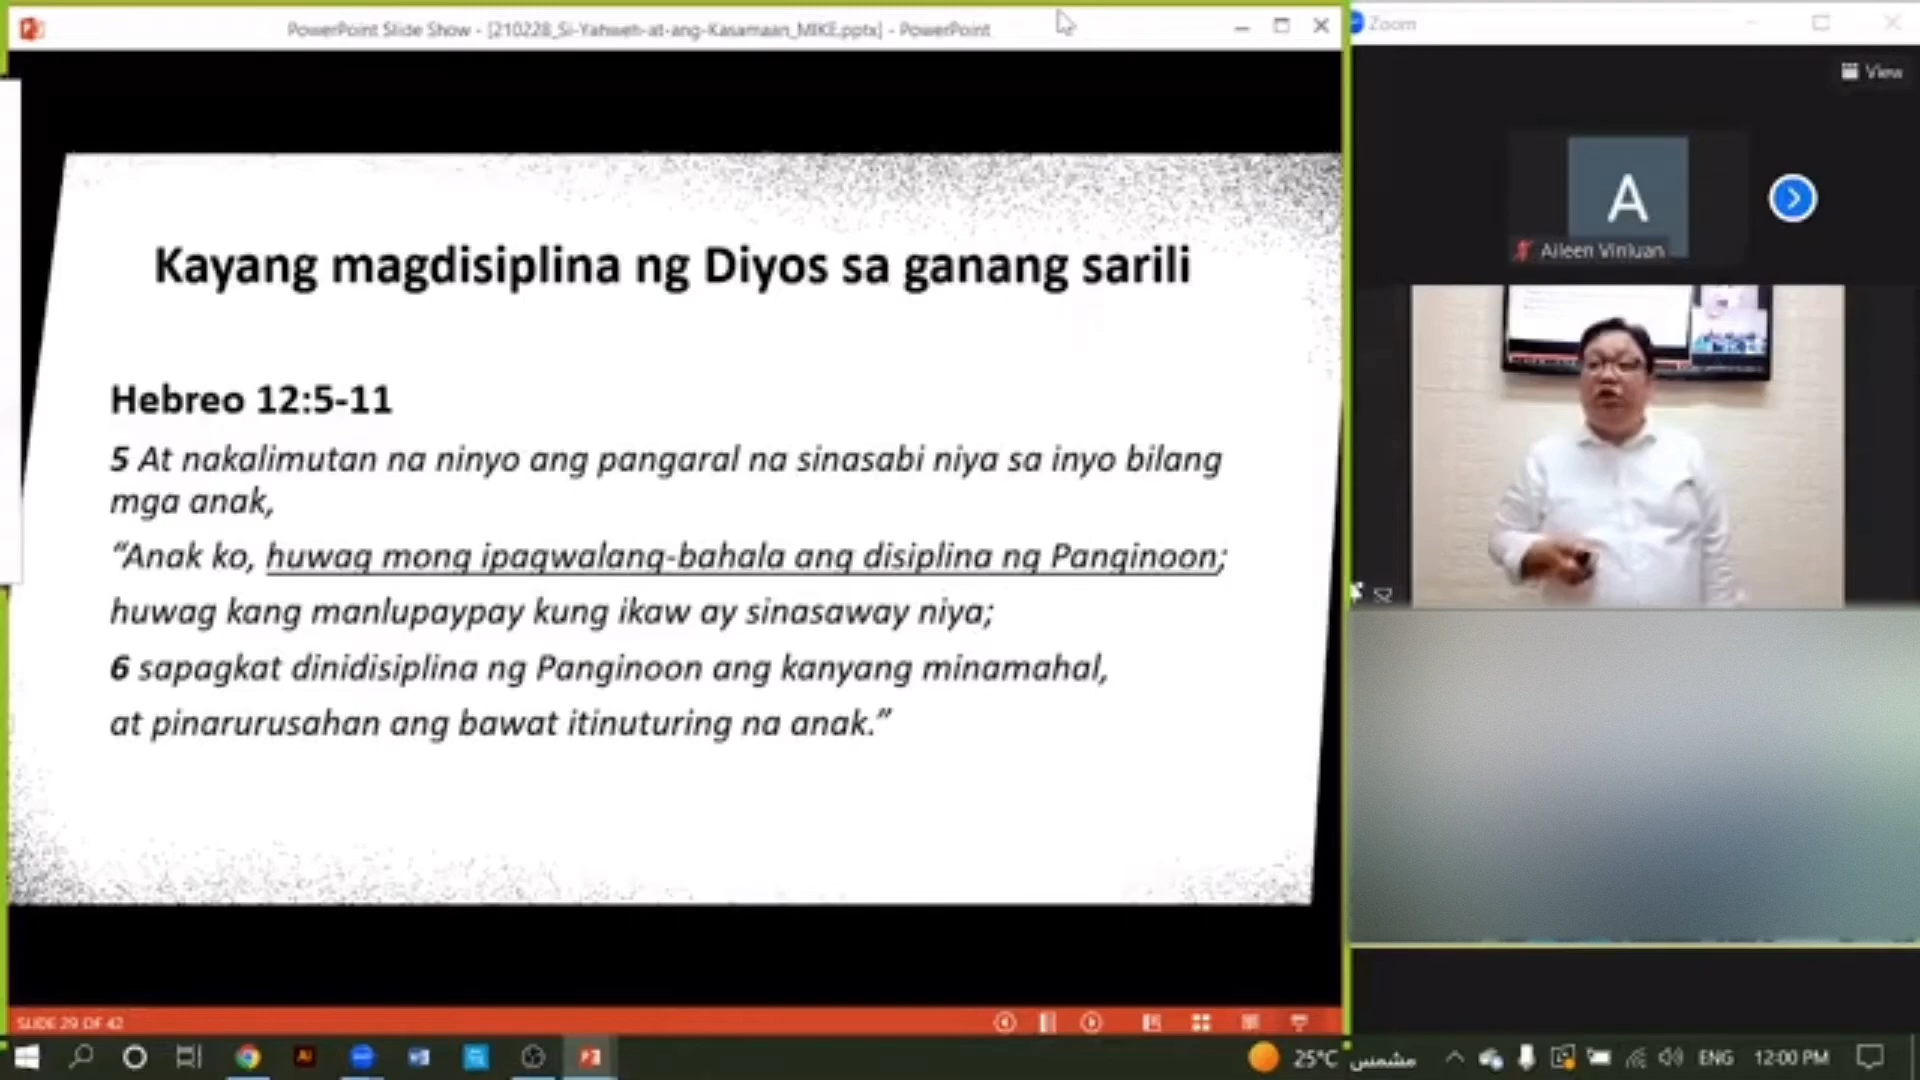 PowerPoint Slide Show - [210228_Si-Yahweh-at-ang-Kasamaan_MIKE.pptx] - PowerPoint
Zoom
View
A
Aileen Vinluan
Kayang magdisiplina ng Diyos sa ganang sarili
Hebreo 12:5-11
5 At nakalimutan na ninyo ang pangaral na sinasabi niya sa inyo bilang
mga anak,
“Anak ko, huwag mong ipagwalang-bahala ang disiplina ng Panginoon;
huwag kang manlupaypay kung ikaw ay sinasaway niya;
6 sapagkat dinidisiplina ng Panginoon ang kanyang minamahal,
at pinarurusahan ang bawat itinuturing na anak.”
SLIDE 29 OF 42
Ai
25°C مشمس
ENG
12:00 PM